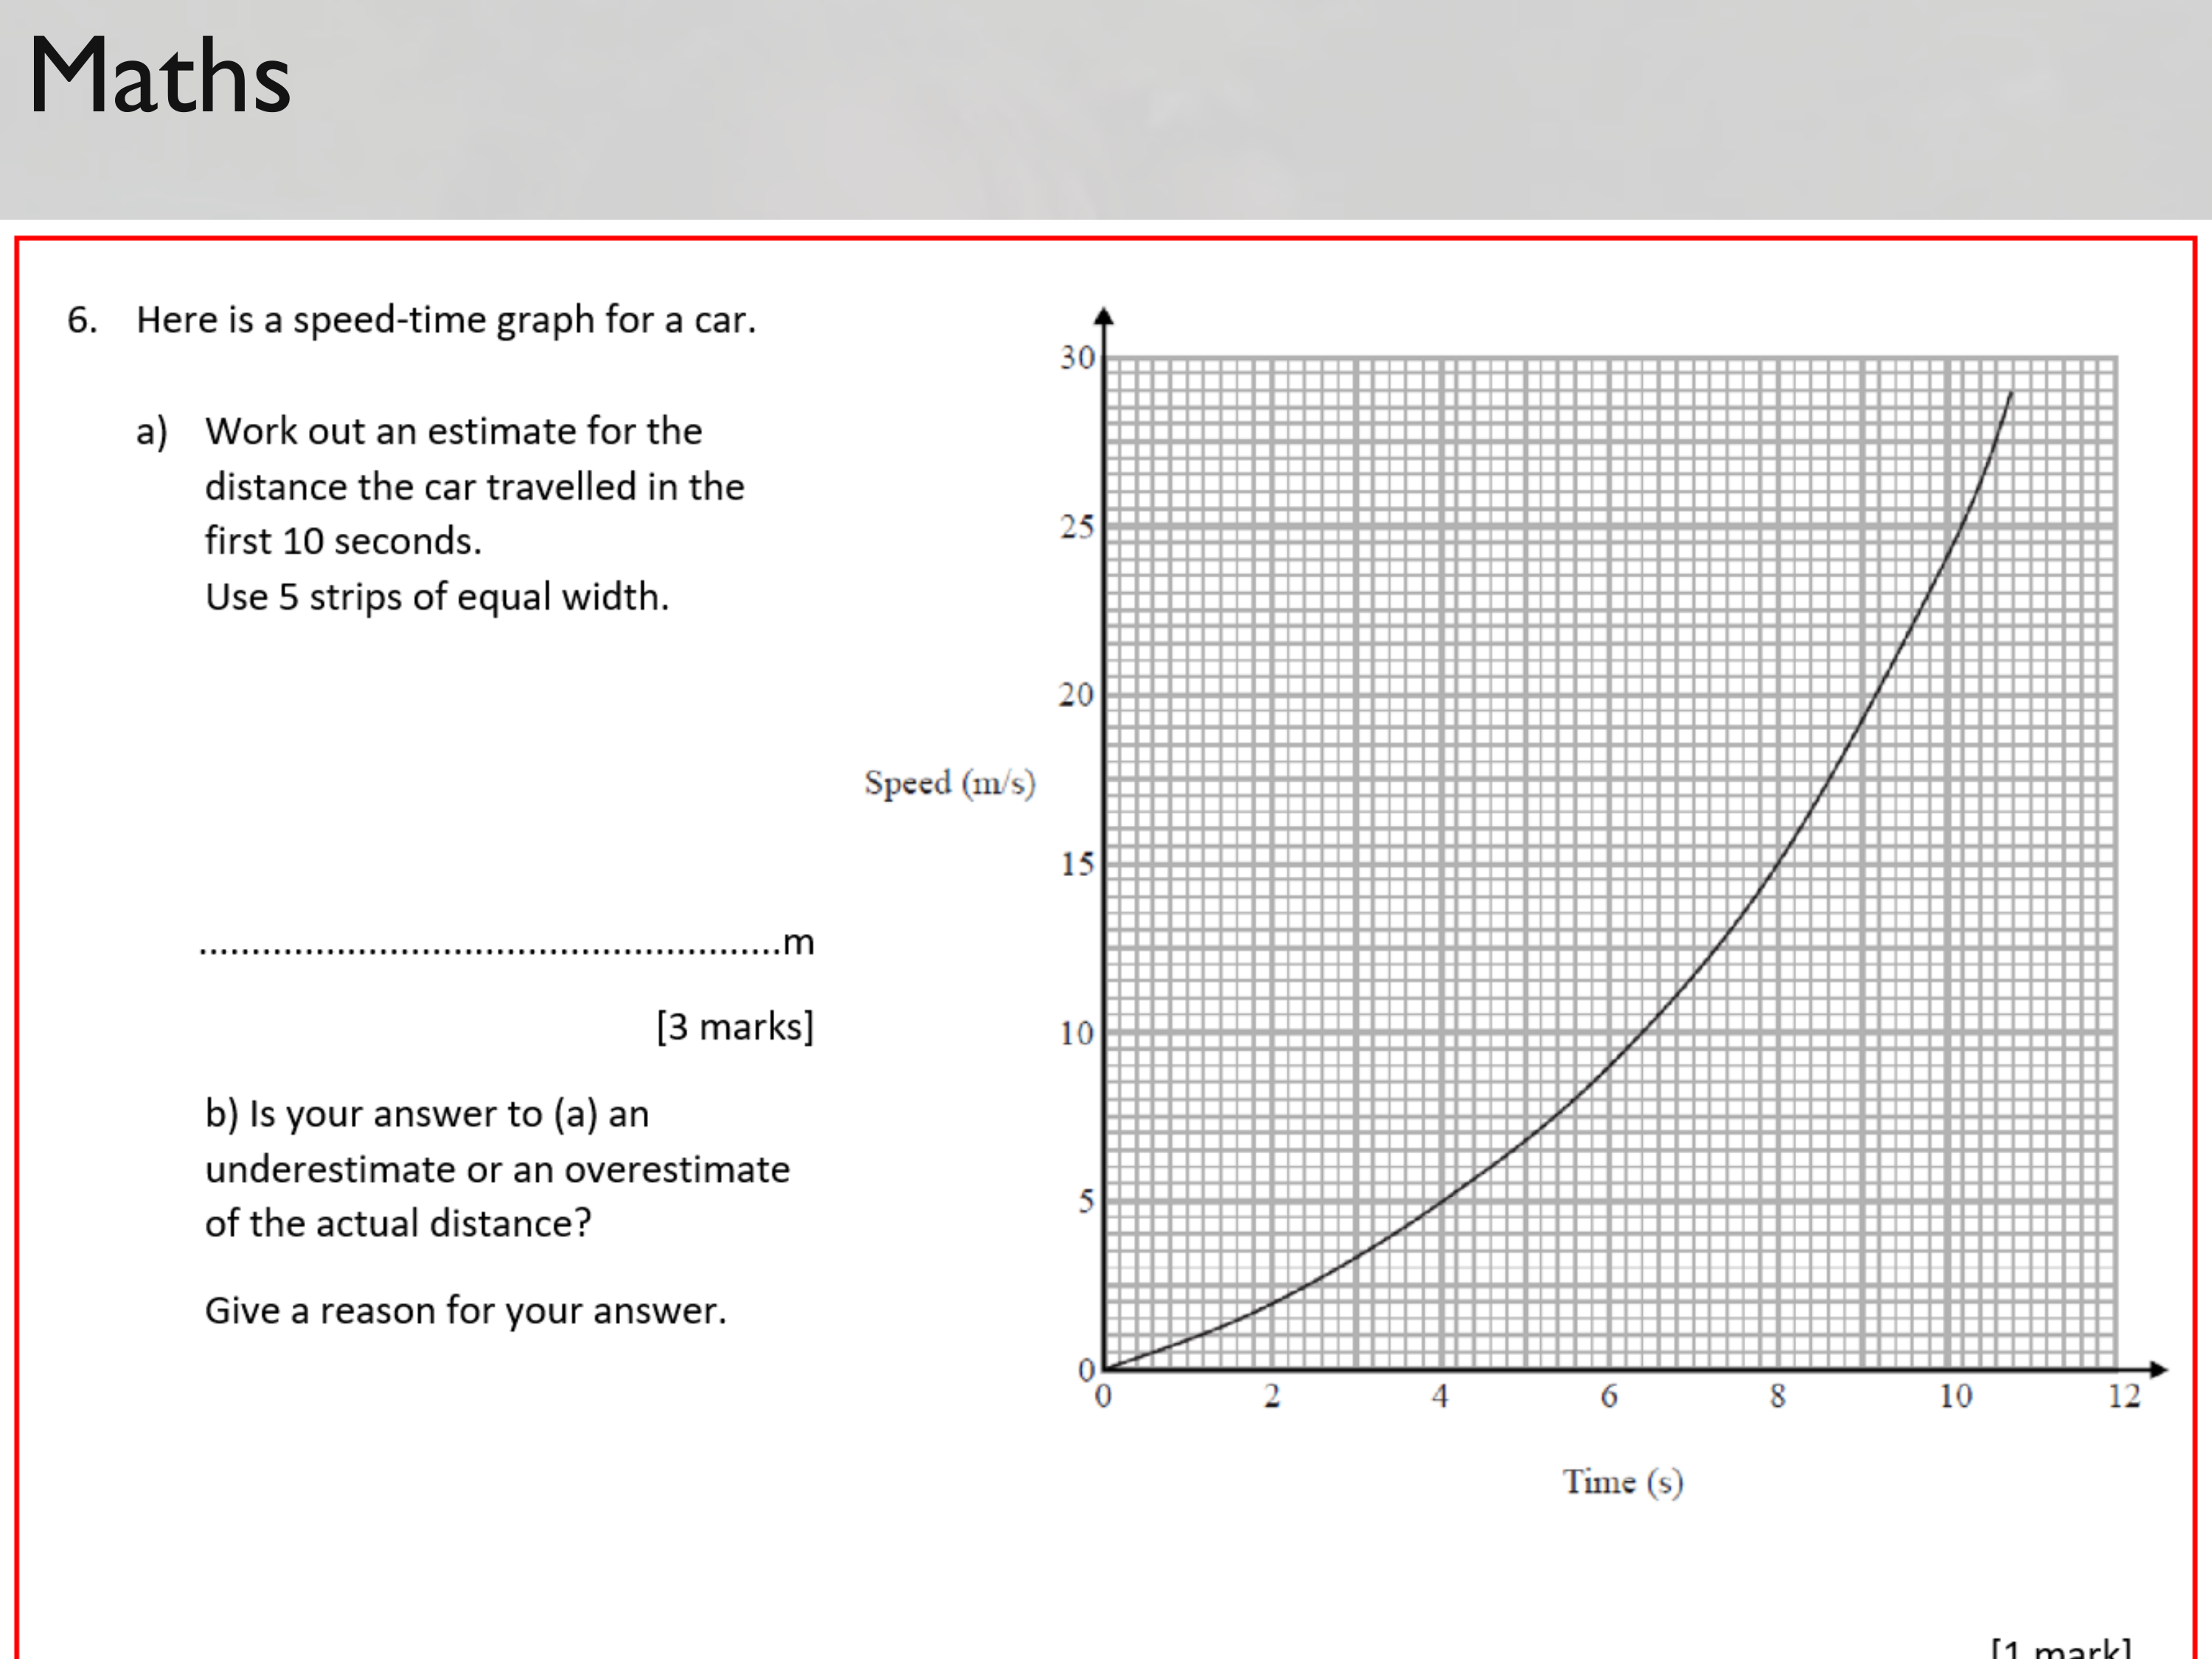 Maths
6. Here is a speed-time graph for a car.
a) Work out an estimate for the
distance the car travelled in the
first 10 seconds.
Use 5 strips of equal width.
.......................................................m
[3 marks]
b) Is your answer to (a) an
underestimate or an overestimate
of the actual distance?
Give a reason for your answer.
30
25
20
Speed (m/s)
15
10
5
0
0 2 4 6 8 10 12
Time (s)
[1 mark]